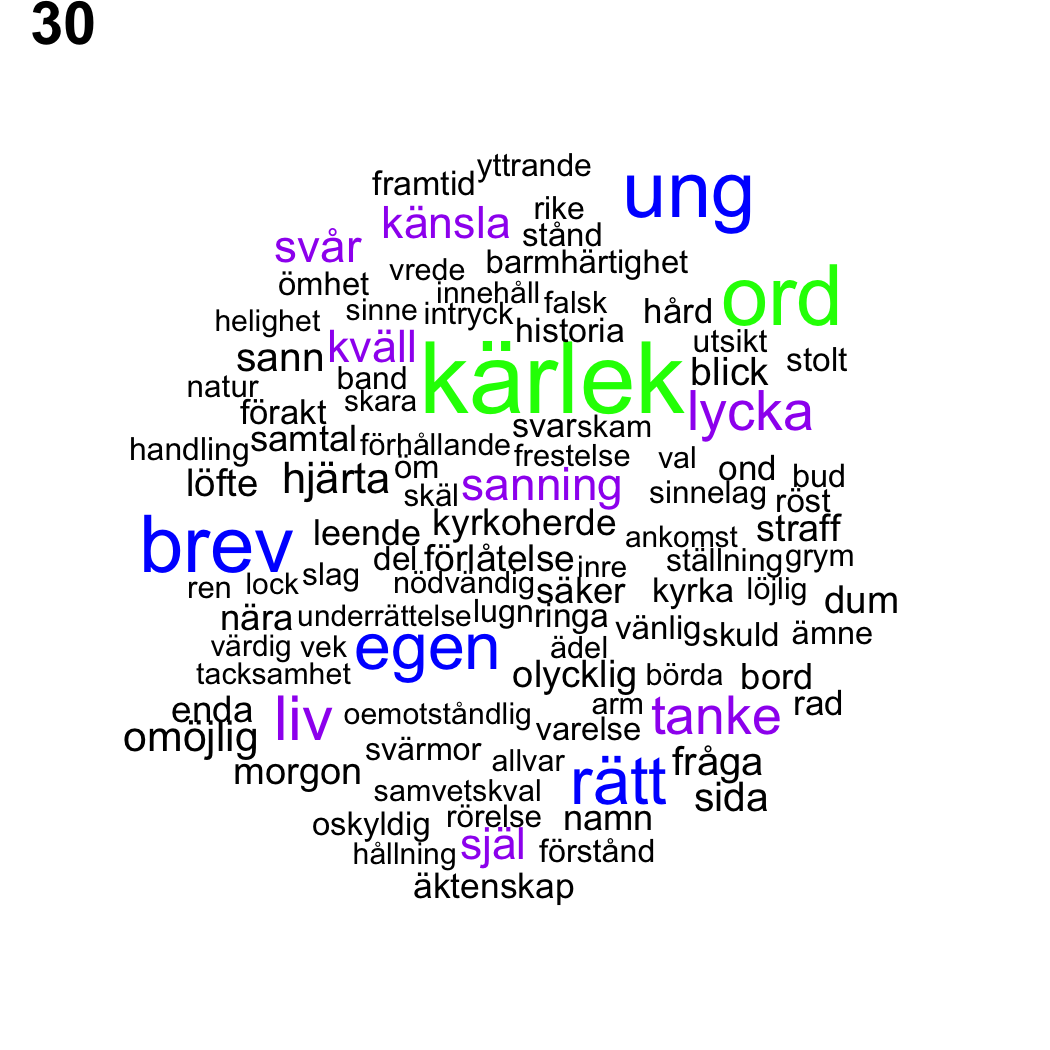 30
yttrande
framtid
ung
rike
känsla
stånd
svår
barmhärtighet
vrede
ömhet
innehåll
ord
falsk
sinne
intryck
hård
helighet
historia
utsikt
kväll
sann
stolt
kärlek
blick
band
natur
skara
lycka
förakt
svar
skam
samtal
förhållande
handling
frestelse
val
öm
ond
bud
hjärta
löfte
skäl
sanning
sinnelag
röst
kyrkoherde
straff
leende
ankomst
brev
del
förlåtelse
ställning
grym
inre
slag
nödvändig
ren
lock
säker
kyrka
löjlig
dum
nära
underrättelse
lugn
ringa
vänlig
skuld
ämne
värdig
vek
egen
ädel
tacksamhet
olycklig
börda
bord
enda
arm
rad
liv
oemotståndlig
tanke
varelse
omöjlig
svärmor
allvar
fråga
morgon
rätt
samvetskval
sida
rörelse
namn
oskyldig
själ
hållning
förstånd
äktenskap